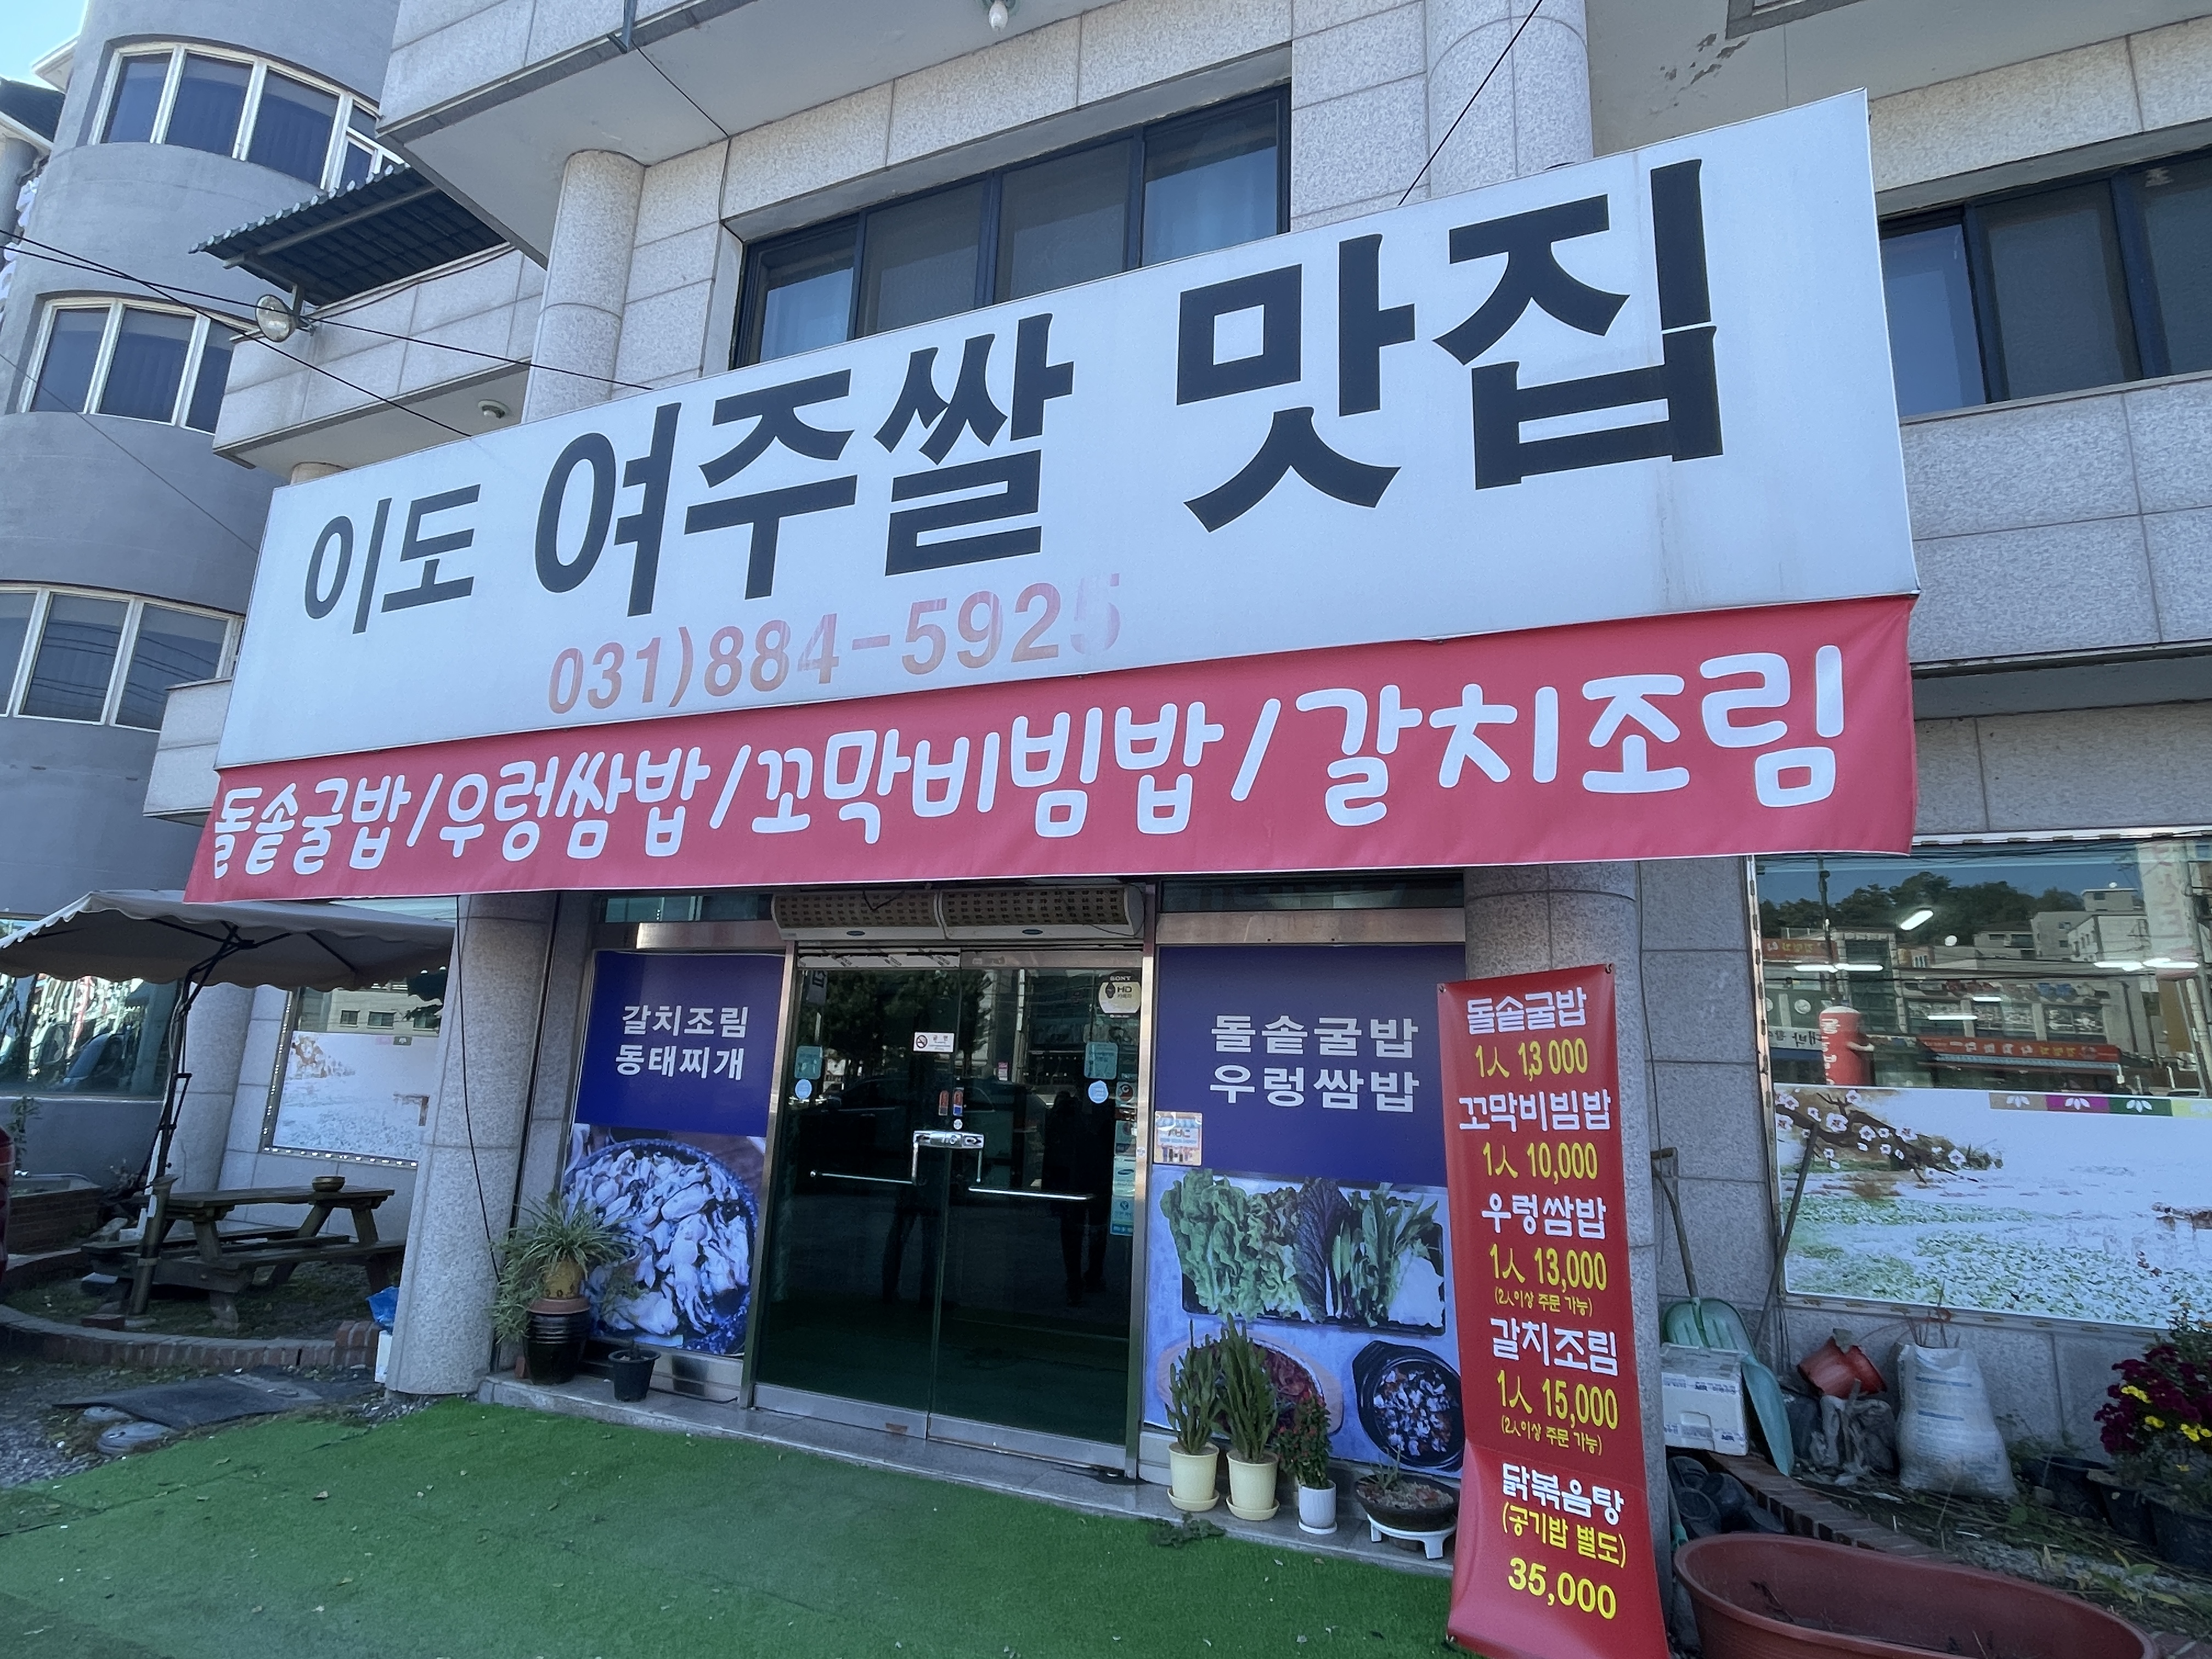 이도 여주쌀 맛집
031)884-5925
돌솥굴밥/우렁쌈밥/꼬막비빔밥/갈치조림
갈치조림
동태찌개
돌솥굴밥
우렁쌈밥
SONY
HD
돌솥굴밥
1人 13,000
꼬막비빔밥
1人 10,000
우렁쌈밥
1人 13,000
(2人이상 주문 가능)
갈치조림
1人 15,000
(2人이상 주문 가능)
닭볶음탕
(공기밥 별도)
35,000